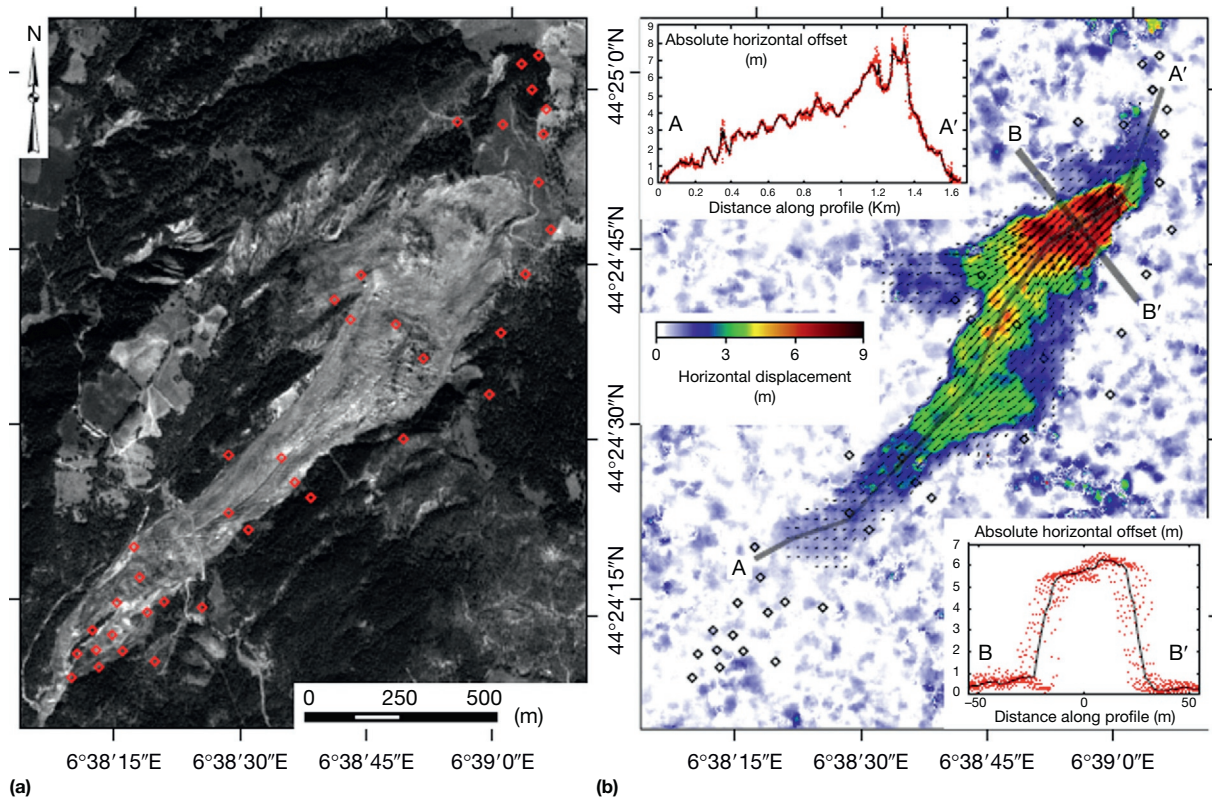 N
0 250 500
(m)
6°38′15″E 6°38′30″E 6°38′45″E 6°39′0″E
(a)
44°25′0″N
44°24′45″N
44°24′30″N
44°24′15″N
9
8
7
6
5
4
3
2
1
0
Absolute horizontal offset
(m)
A
A′
0 0.2 0.4 0.6 0.8 1 1.2 1.4 1.6
Distance along profile (Km)
A′
B
B′
0 3 6 9
Horizontal displacement
(m)
A
Absolute horizontal offset (m)
7
6
5
4
3
2
1
0
B
B′
−50 0 50
Distance along profile (m)
6°38′15″E 6°38′30″E 6°38′45″E 6°39′0″E
(b)